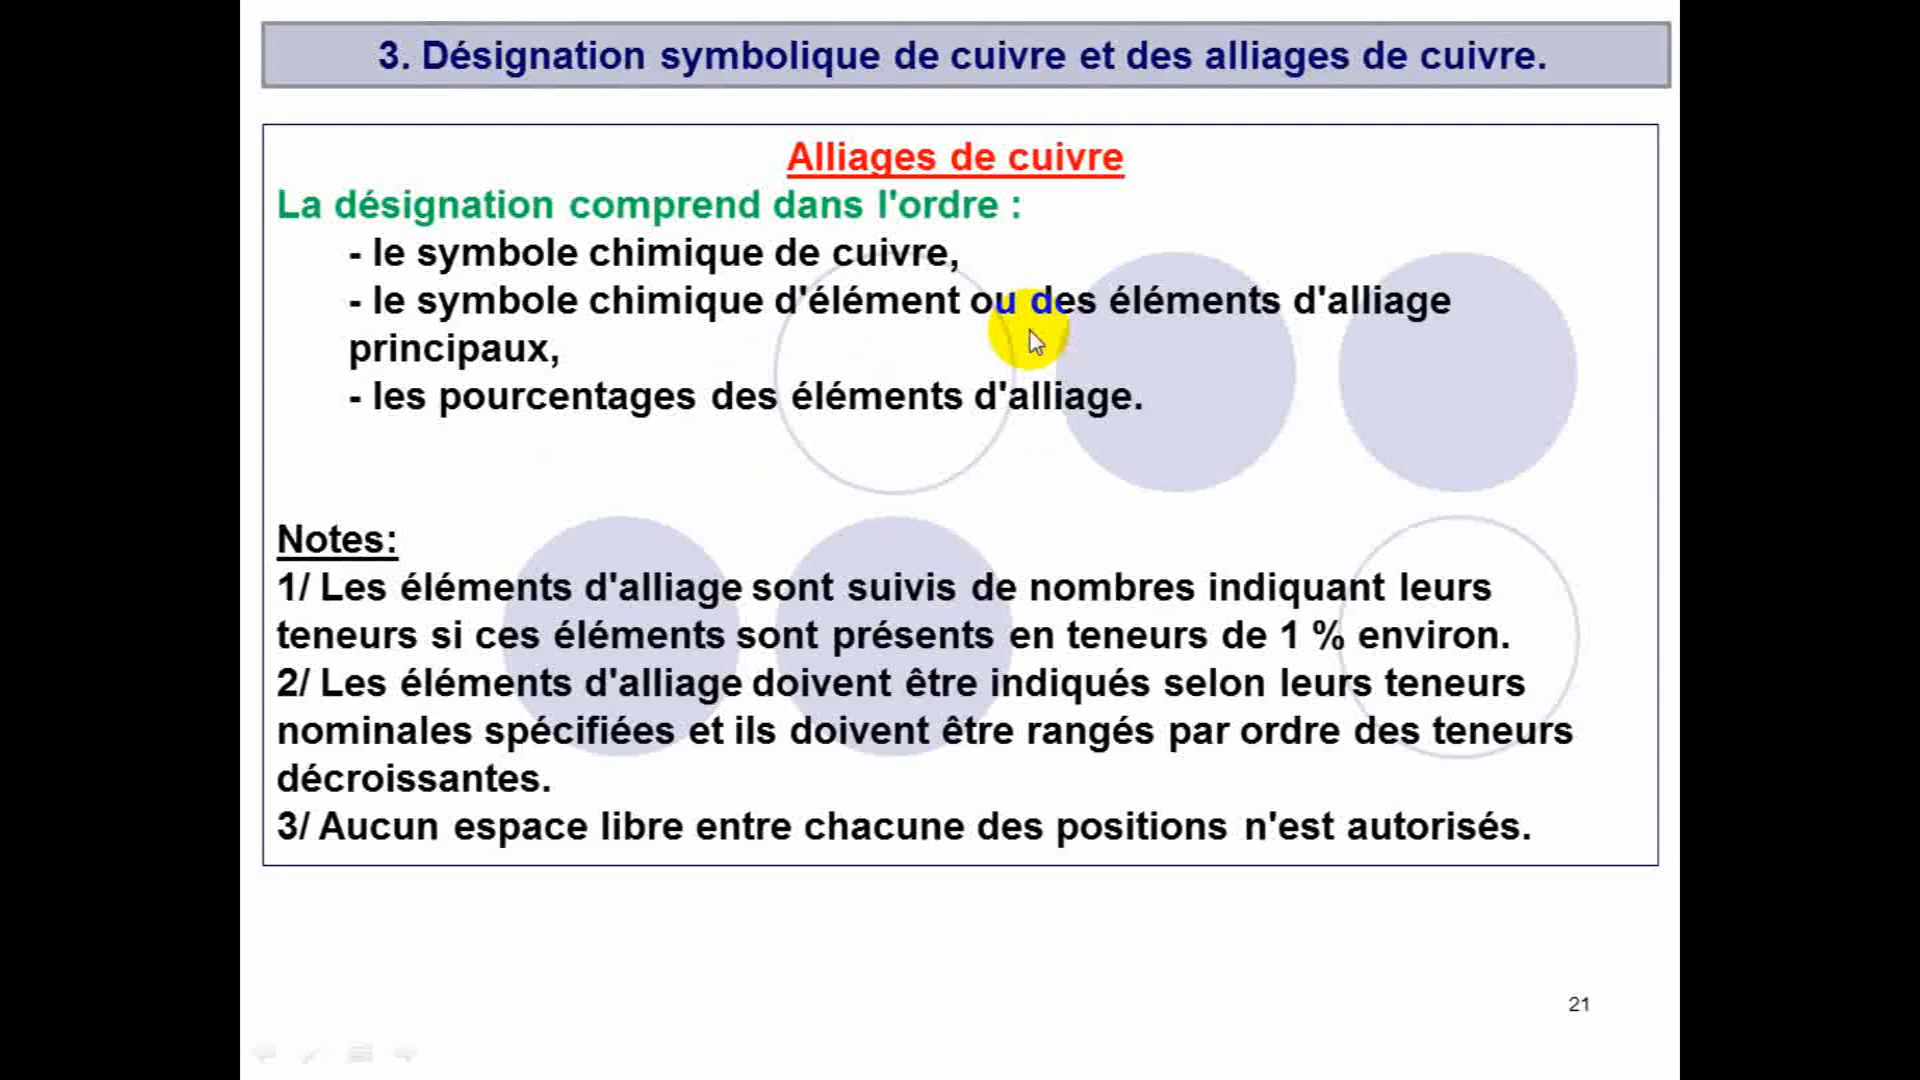 3. Désignation symbolique de cuivre et des alliages de cuivre.
Alliages de cuivre
La désignation comprend dans l'ordre :
- le symbole chimique de cuivre,
- le symbole chimique d'élément ou des éléments d'alliage
principaux,
- les pourcentages des éléments d'alliage.
Notes:
1/ Les éléments d'alliage sont suivis de nombres indiquant leurs
teneurs si ces éléments sont présents en teneurs de 1 % environ.
2/ Les éléments d'alliage doivent être indiqués selon leurs teneurs
nominales spécifiées et ils doivent être rangés par ordre des teneurs
décroissantes.
3/ Aucun espace libre entre chacune des positions n'est autorisés.
21